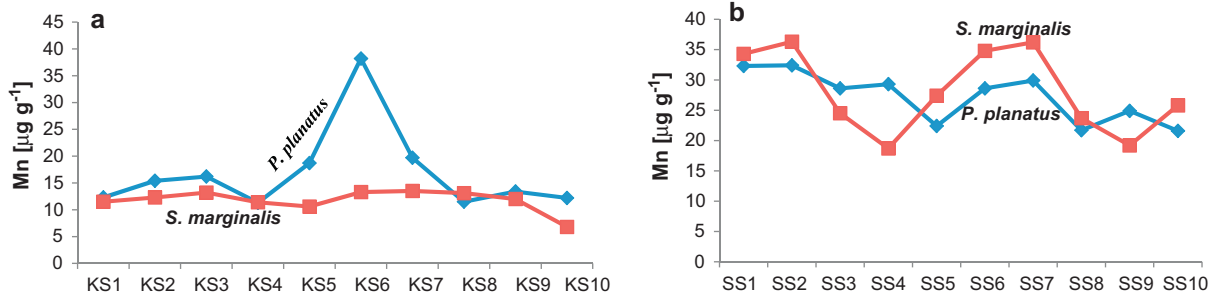 a
Mn [µg g⁻¹]
45
40
35
30
25
20
15
10
5
0
P. planatus
S. marginalis
KS1 KS2 KS3 KS4 KS5 KS6 KS7 KS8 KS9 KS10
b
Mn [µg g⁻¹]
40
35
30
25
20
15
10
5
0
S. marginalis
P. planatus
SS1 SS2 SS3 SS4 SS5 SS6 SS7 SS8 SS9 SS10